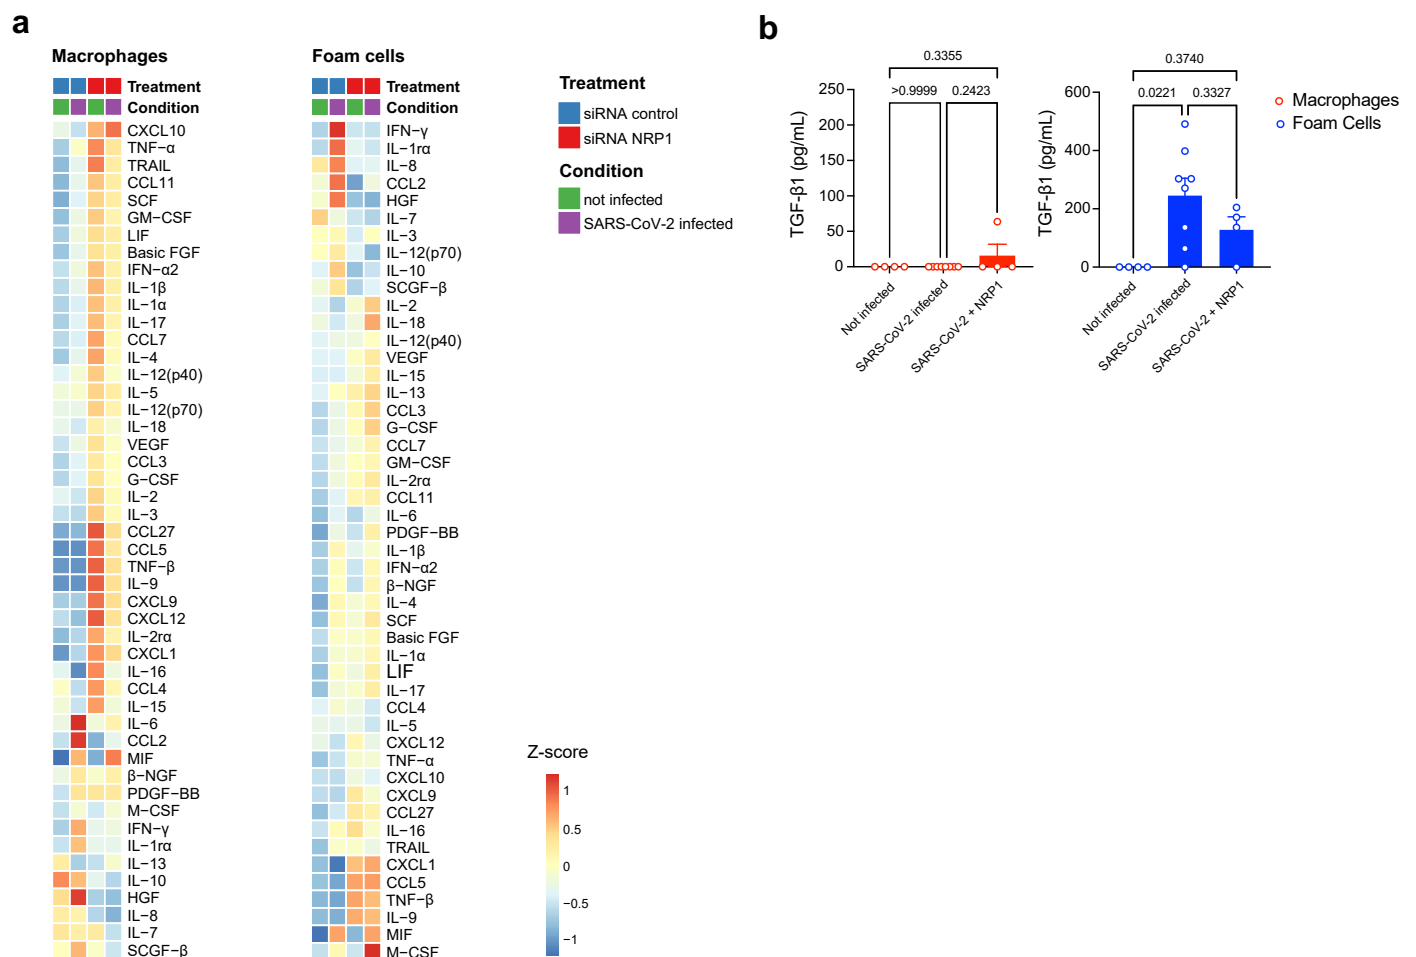 a
Macrophages
Treatment
Condition
CXCL10
TNF−α
TRAIL
CCL11
SCF
GM−CSF
LIF
Basic FGF
IFN−α2
IL−1β
IL−1α
IL−17
CCL7
IL−4
IL−12(p40)
IL−5
IL−12(p70)
IL−18
VEGF
CCL3
G−CSF
IL−2
IL−3
CCL27
CCL5
TNF−β
IL−9
CXCL9
CXCL12
IL−2rα
CXCL1
IL−16
CCL4
IL−15
IL−6
CCL2
MIF
β−NGF
PDGF−BB
M−CSF
IFN−γ
IL−1rα
IL−13
IL−10
HGF
IL−8
IL−7
SCGF−β
Foam cells
Treatment
Condition
IFN−γ
IL−1rα
IL−8
CCL2
HGF
IL−7
IL−3
IL−12(p70)
IL−10
SCGF−β
IL−2
IL−18
IL−12(p40)
VEGF
IL−15
IL−13
CCL3
G−CSF
CCL7
GM−CSF
IL−2rα
CCL11
IL−6
PDGF−BB
IL−1β
IFN−α2
β−NGF
IL−4
SCF
Basic FGF
IL−1α
LIF
IL−17
CCL4
IL−5
CXCL12
TNF−α
CXCL10
CXCL9
CCL27
IL−16
TRAIL
CXCL1
CCL5
TNF−β
IL−9
MIF
M−CSF
Treatment
siRNA control
siRNA NRP1
Condition
not infected
SARS−CoV−2 infected
Z−score
1
0.5
0
−0.5
−1
b
0.3355
>0.9999
0.2423
TGF-β1 (pg/mL)
250
200
150
100
50
0
Not infected
SARS-CoV-2 infected
SARS-CoV-2 + NRP1
0.3740
0.0221
0.3327
TGF-β1 (pg/mL)
600
400
200
0
Not infected
SARS-CoV-2 infected
SARS-CoV-2 + NRP1
Macrophages
Foam Cells